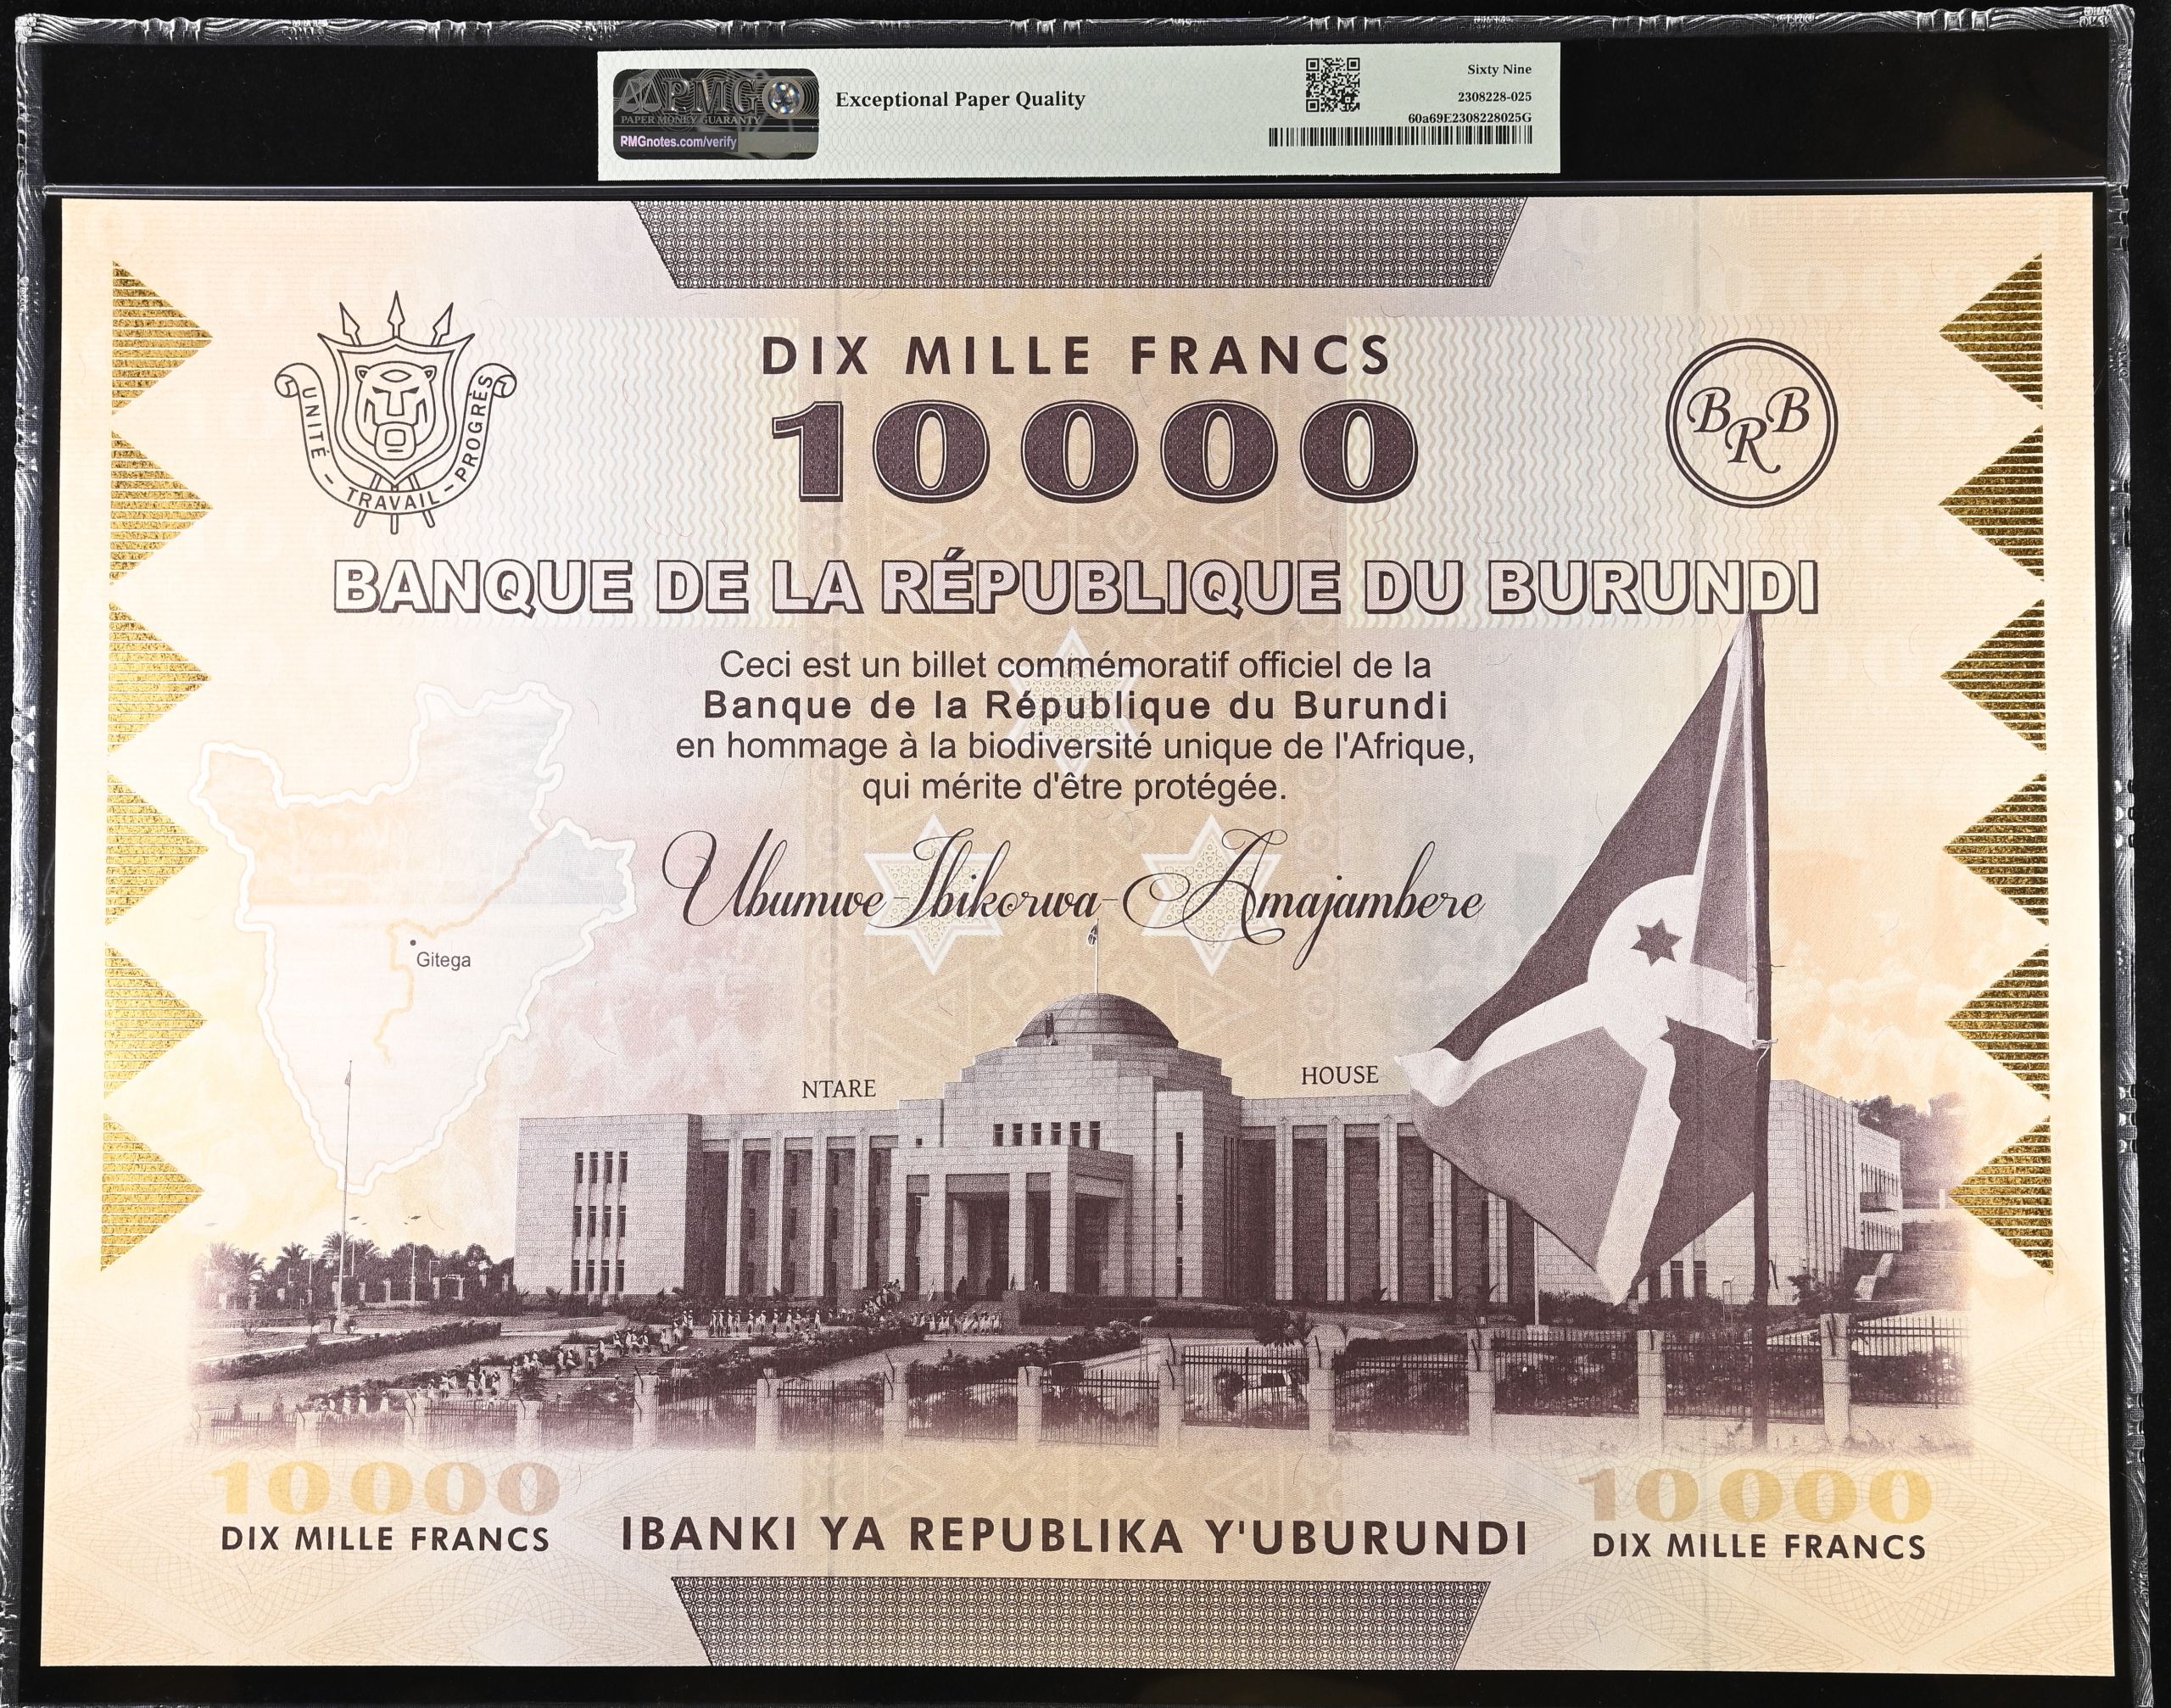 PMG
PAPER MONEY GUARANTY
PMGnotes.com/verify
Exceptional Paper Quality
Sixty Nine
2308228-025
60a69E2308228025G
UNITÉ - TRAVAIL - PROGRÈS
DIX MILLE FRANCS
10000
BRB
BANQUE DE LA RÉPUBLIQUE DU BURUNDI
Ceci est un billet commémoratif officiel de la
Banque de la République du Burundi
en hommage à la biodiversité unique de l'Afrique,
qui mérite d'être protégée.
Ubumwe-Ibikorwa-Amajambere
Gitega
NTARE HOUSE
10000
DIX MILLE FRANCS
IBANKI YA REPUBLIKA Y'UBURUNDI
10000
DIX MILLE FRANCS